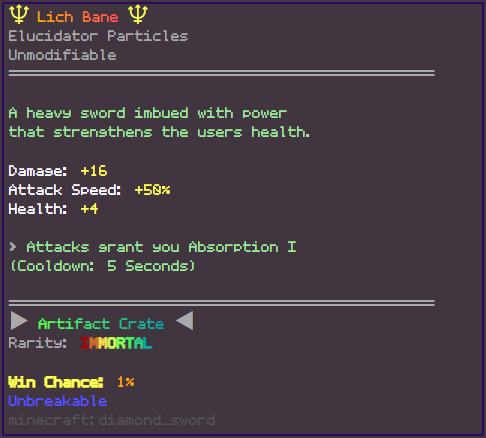 Lich Bane
Elucidator Particles
Unmodifiable
A heavy sword imbued with power
that strengthens the users health.
Damage: +16
Attack Speed: +50%
Health: +4
> Attacks grant you Absorption I
(Cooldown: 5 Seconds)
▶ Artifact Crate ◀
Rarity: IMMORTAL
Win Chance: 1%
Unbreakable
minecraft:diamond_sword